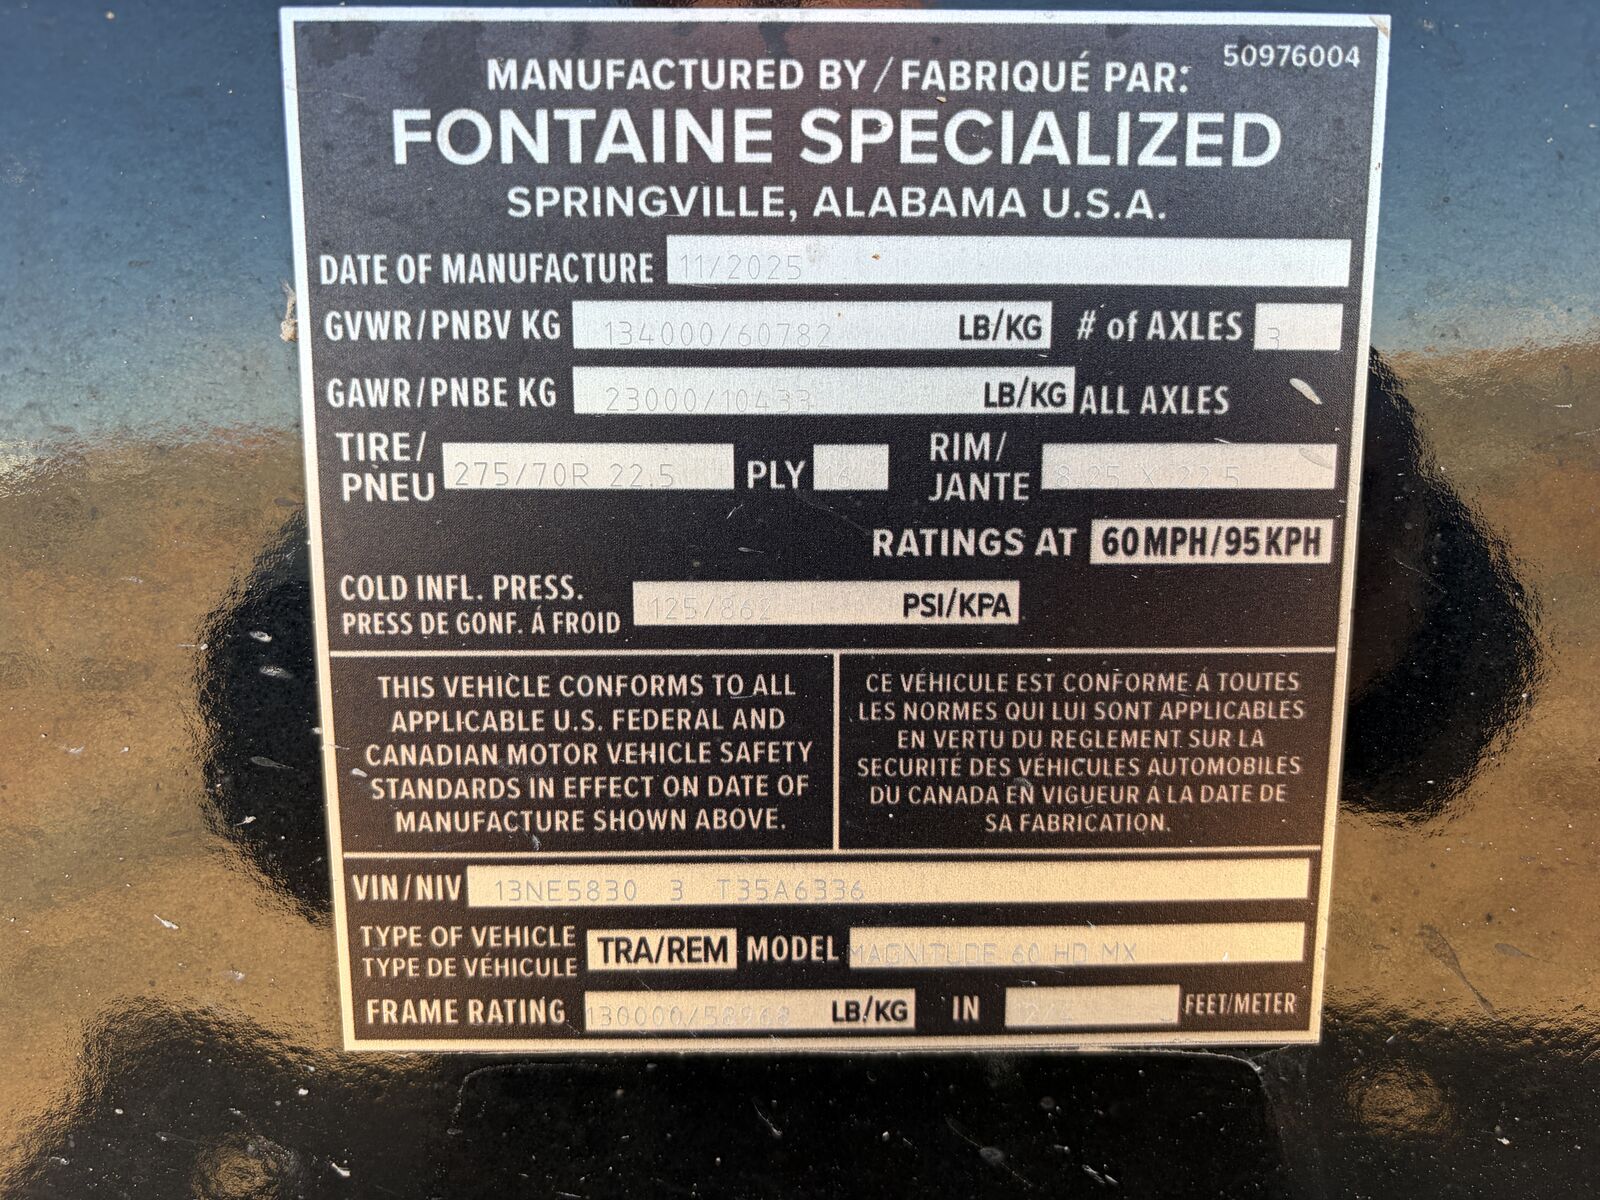 50976004
MANUFACTURED BY / FABRIQUÉ PAR:
FONTAINE SPECIALIZED
SPRINGVILLE, ALABAMA U.S.A.
DATE OF MANUFACTURE 11/2025
GVWR/PNBV KG 134000/60782 LB/KG # of AXLES 3
GAWR/PNBE KG 23000/10433 LB/KG ALL AXLES
TIRE/
PNEU 275/70R 22.5 PLY 16 RIM/
JANTE 8.25 X 22.5
RATINGS AT 60MPH/95KPH
COLD INFL. PRESS.
PRESS DE GONF. Á FROID 125/862 PSI/KPA
THIS VEHICLE CONFORMS TO ALL
APPLICABLE U.S. FEDERAL AND
CANADIAN MOTOR VEHICLE SAFETY
STANDARDS IN EFFECT ON DATE OF
MANUFACTURE SHOWN ABOVE.
CE VÉHICULE EST CONFORME Á TOUTES
LES NORMES QUI LUI SONT APPLICABLES
EN VERTU DU REGLEMENT SUR LA
SECURITÉ DES VÉHICULES AUTOMOBILES
DU CANADA EN VIGUEUR Á LA DATE DE
SA FABRICATION.
VIN/NIV 13NE5830 3 T35A6336
TYPE OF VEHICLE
TYPE DE VÉHICULE TRA/REM MODEL MAGNITUDE 60 HD MX
FRAME RATING 130000/58968 LB/KG IN FEET/METER